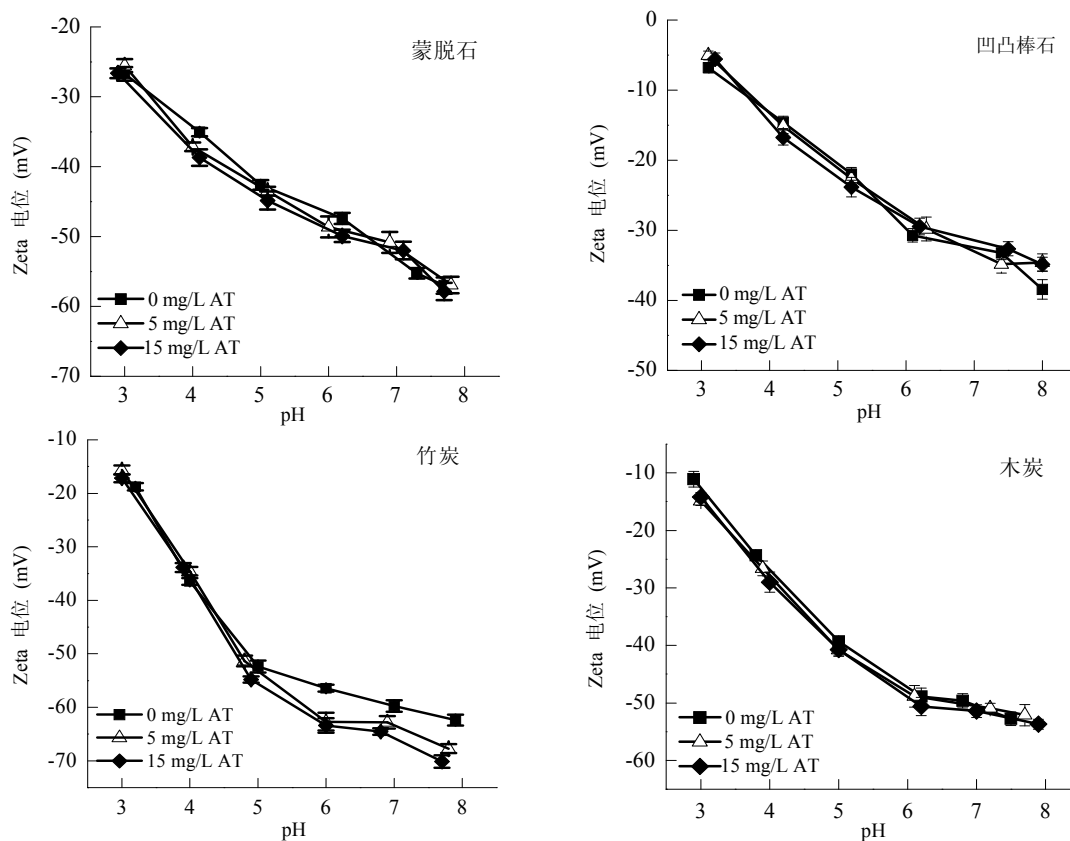 蒙脱石
Zeta 电位 (mV)
-20
-30
-40
-50
-60
-70
0 mg/L AT
5 mg/L AT
15 mg/L AT
3 4 5 6 7 8
pH
凹凸棒石
Zeta 电位 (mV)
0
-10
-20
-30
-40
-50
0 mg/L AT
5 mg/L AT
15 mg/L AT
3 4 5 6 7 8
pH
竹炭
Zeta 电位 (mV)
-10
-20
-30
-40
-50
-60
-70
0 mg/L AT
5 mg/L AT
15 mg/L AT
3 4 5 6 7 8
pH
木炭
Zeta 电位 (mV)
-10
-20
-30
-40
-50
-60
0 mg/L AT
5 mg/L AT
15 mg/L AT
3 4 5 6 7 8
pH